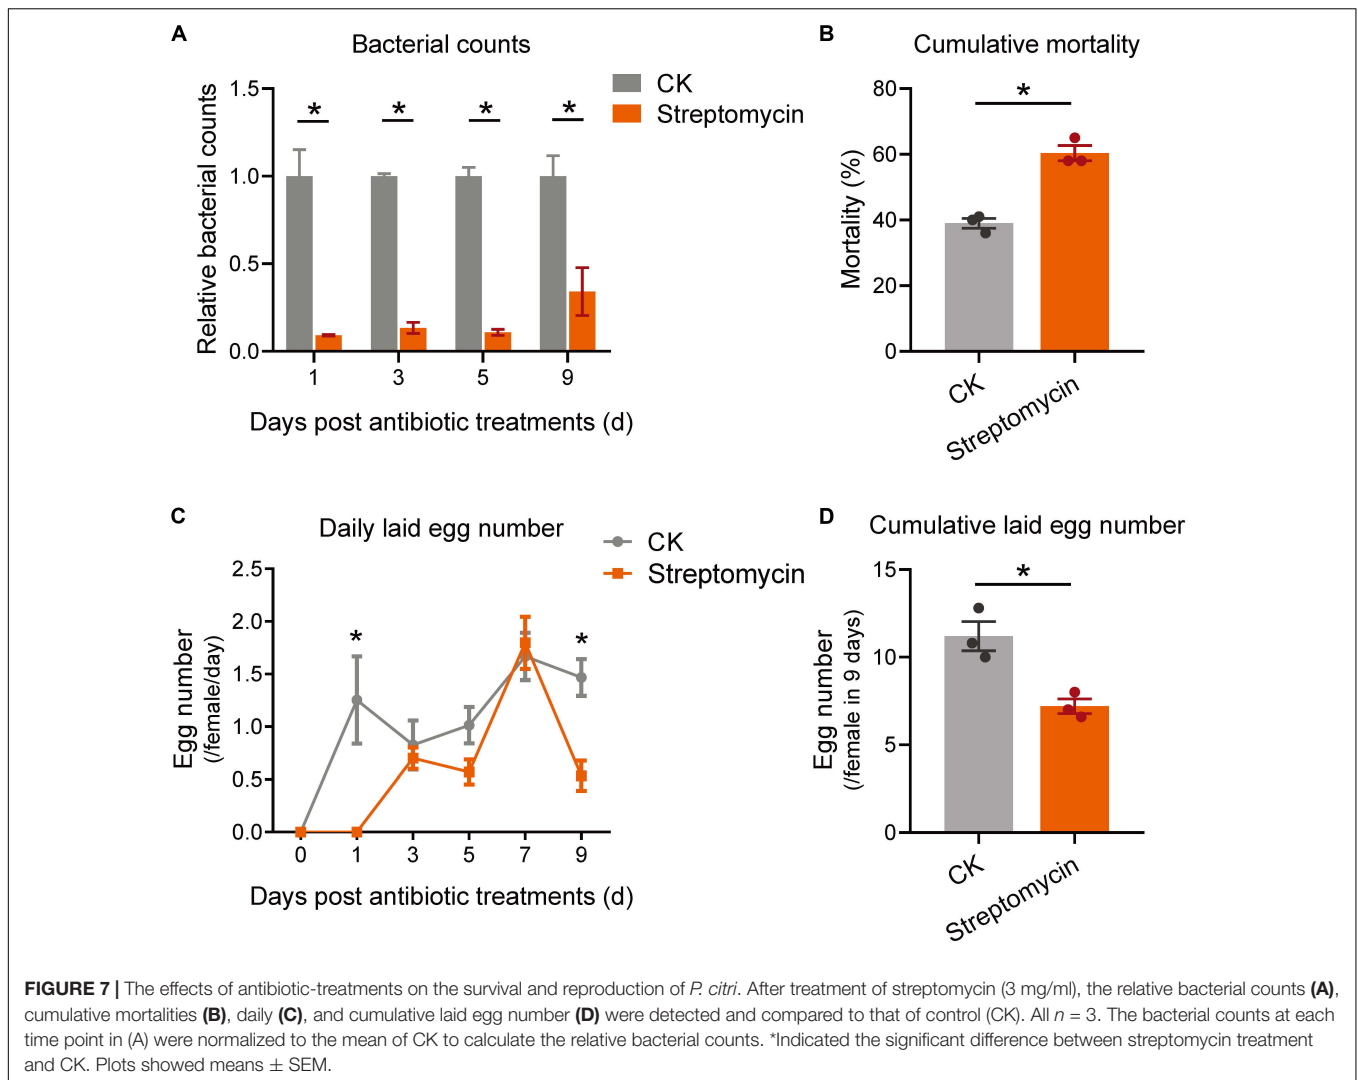 A
Bacterial counts
CK
Streptomycin
Relative bacterial counts
1.5
1.0
0.5
0.0
* * * *
1 3 5 9
Days post antibiotic treatments (d)
B
Cumulative mortality
Mortality (%)
80
60
40
20
0
*
CK
Streptomycin
C
Daily laid egg number
CK
Streptomycin
Egg number
(/female/day)
2.5
2.0
1.5
1.0
0.5
0.0
* *
0 1 3 5 7 9
Days post antibiotic treatments (d)
D
Cumulative laid egg number
Egg number
(/female in 9 days)
15
10
5
0
*
CK
Streptomycin
FIGURE 7 | The effects of antibiotic-treatments on the survival and reproduction of P. citri. After treatment of streptomycin (3 mg/ml), the relative bacterial counts (A),
cumulative mortalities (B), daily (C), and cumulative laid egg number (D) were detected and compared to that of control (CK). All n = 3. The bacterial counts at each
time point in (A) were normalized to the mean of CK to calculate the relative bacterial counts. *Indicated the significant difference between streptomycin treatment
and CK. Plots showed means ± SEM.